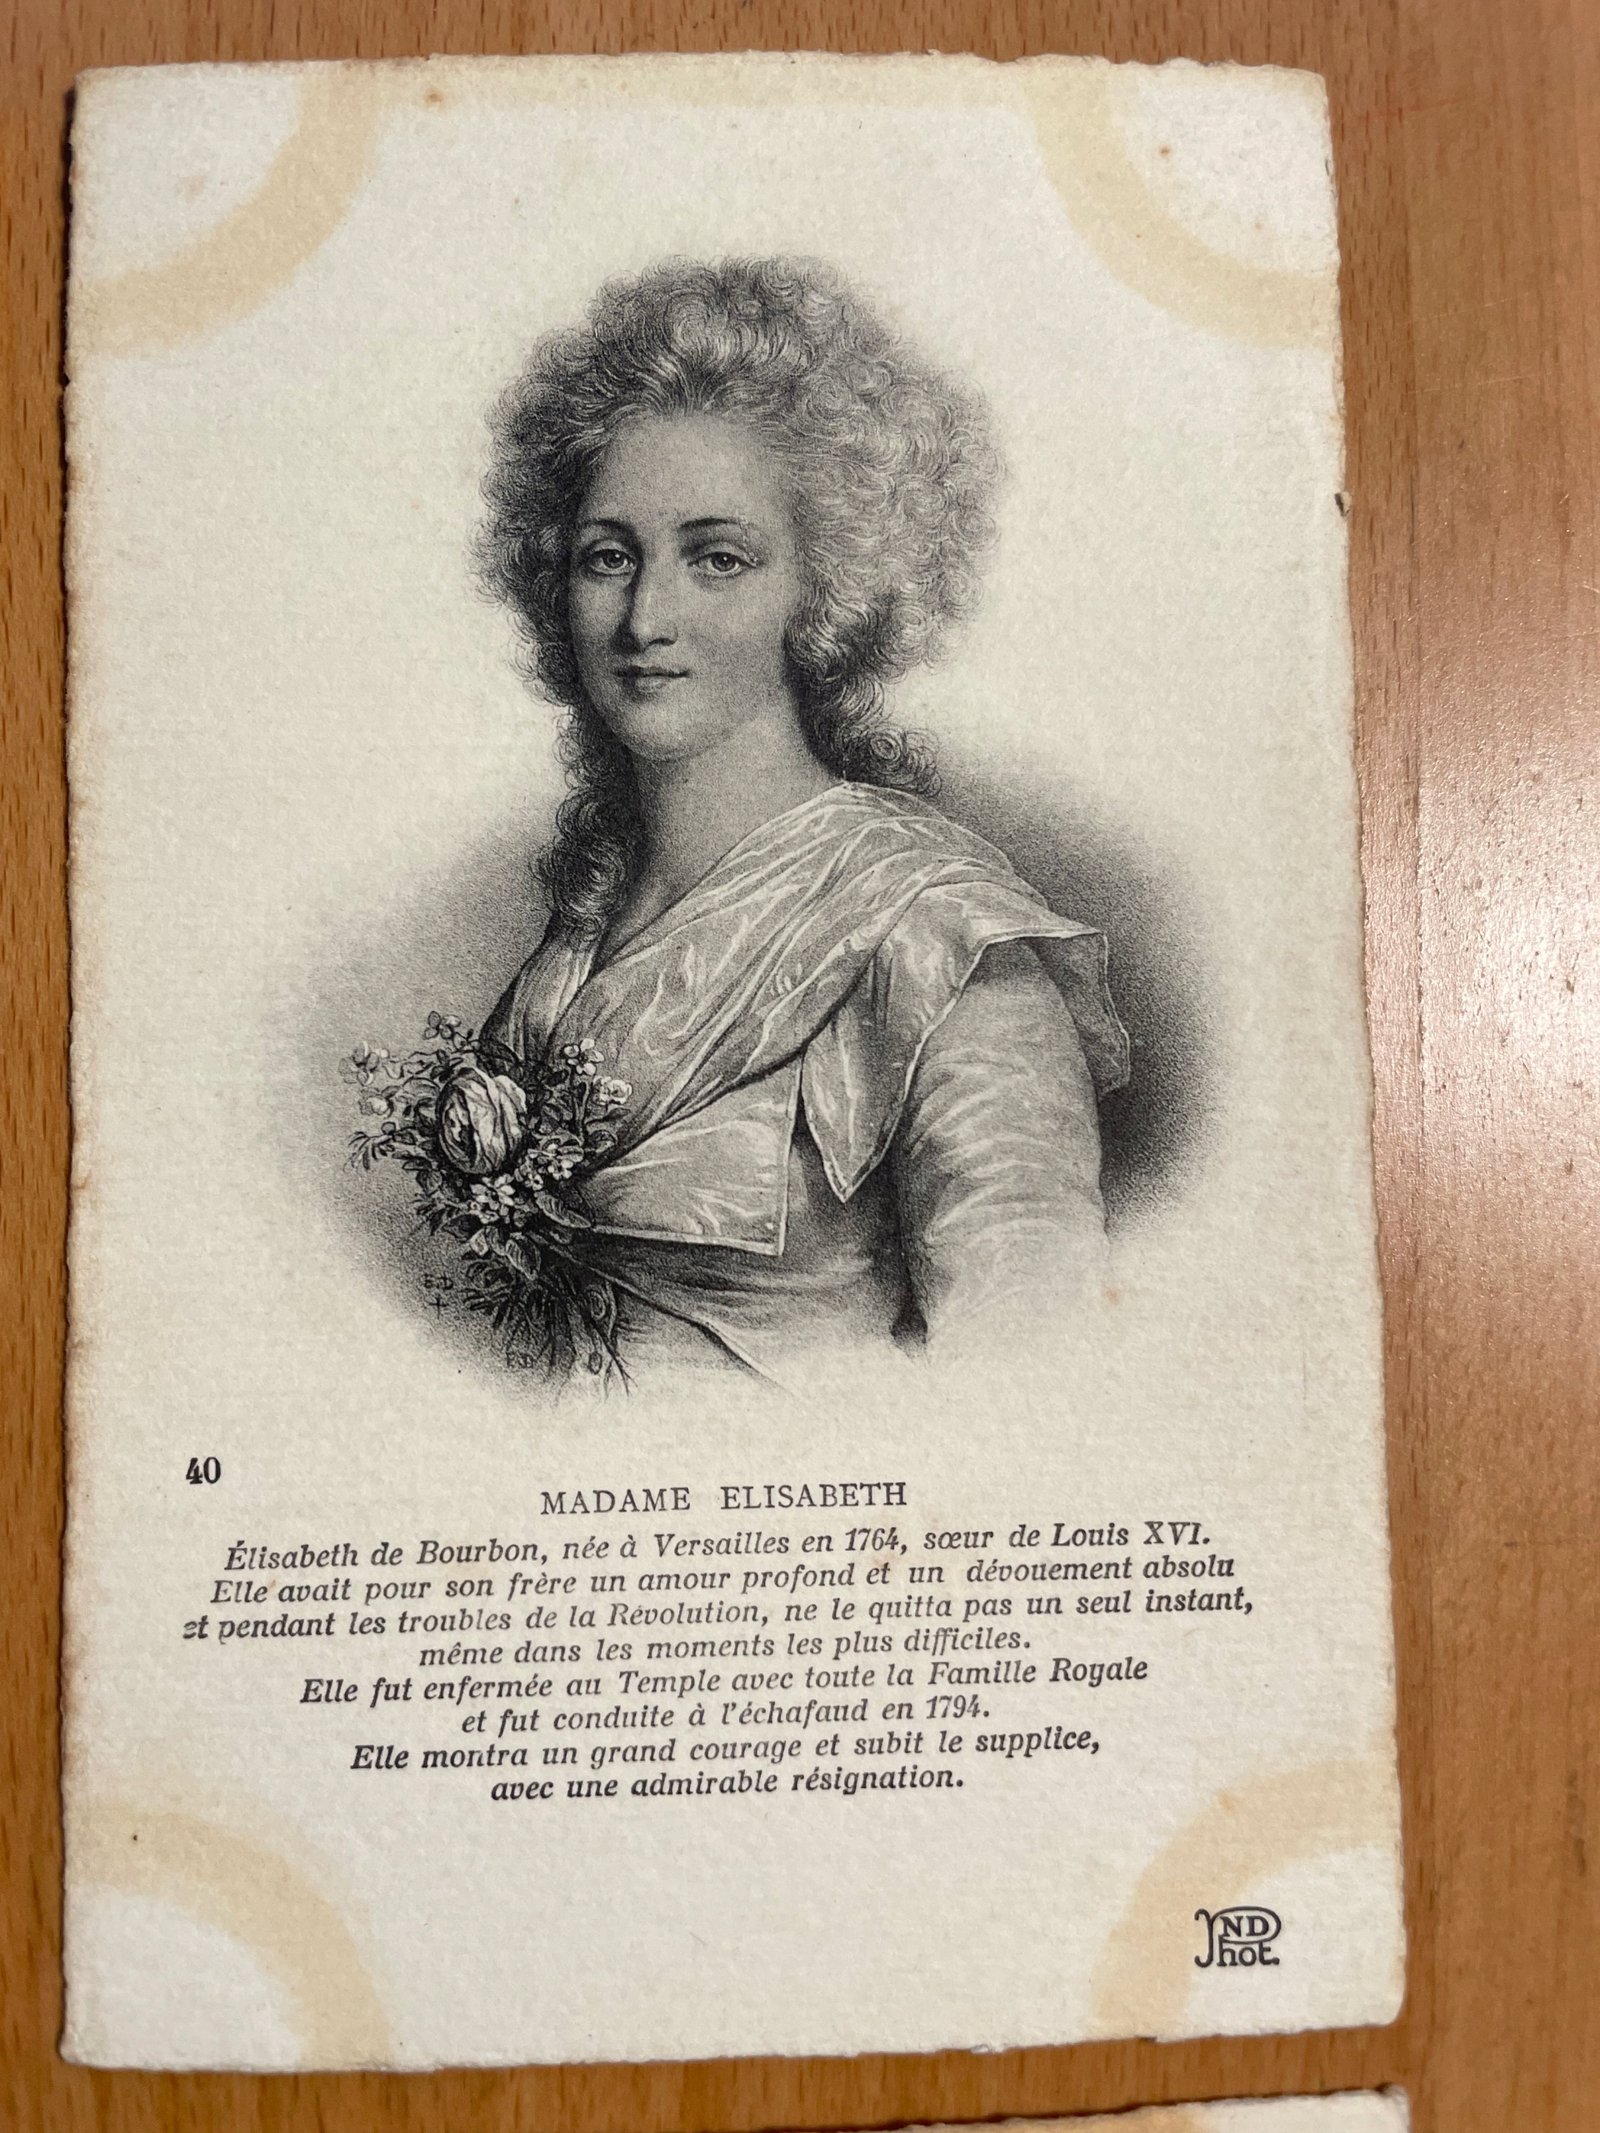 E.D
E.D
40
MADAME ELISABETH
Élisabeth de Bourbon, née à Versailles en 1764, sœur de Louis XVI.
Elle avait pour son frère un amour profond et un dévouement absolu
et pendant les troubles de la Révolution, ne le quitta pas un seul instant,
même dans les moments les plus difficiles.
Elle fut enfermée au Temple avec toute la Famille Royale
et fut conduite à l'échafaud en 1794.
Elle montra un grand courage et subit le supplice,
avec une admirable résignation.
ND
Phot.